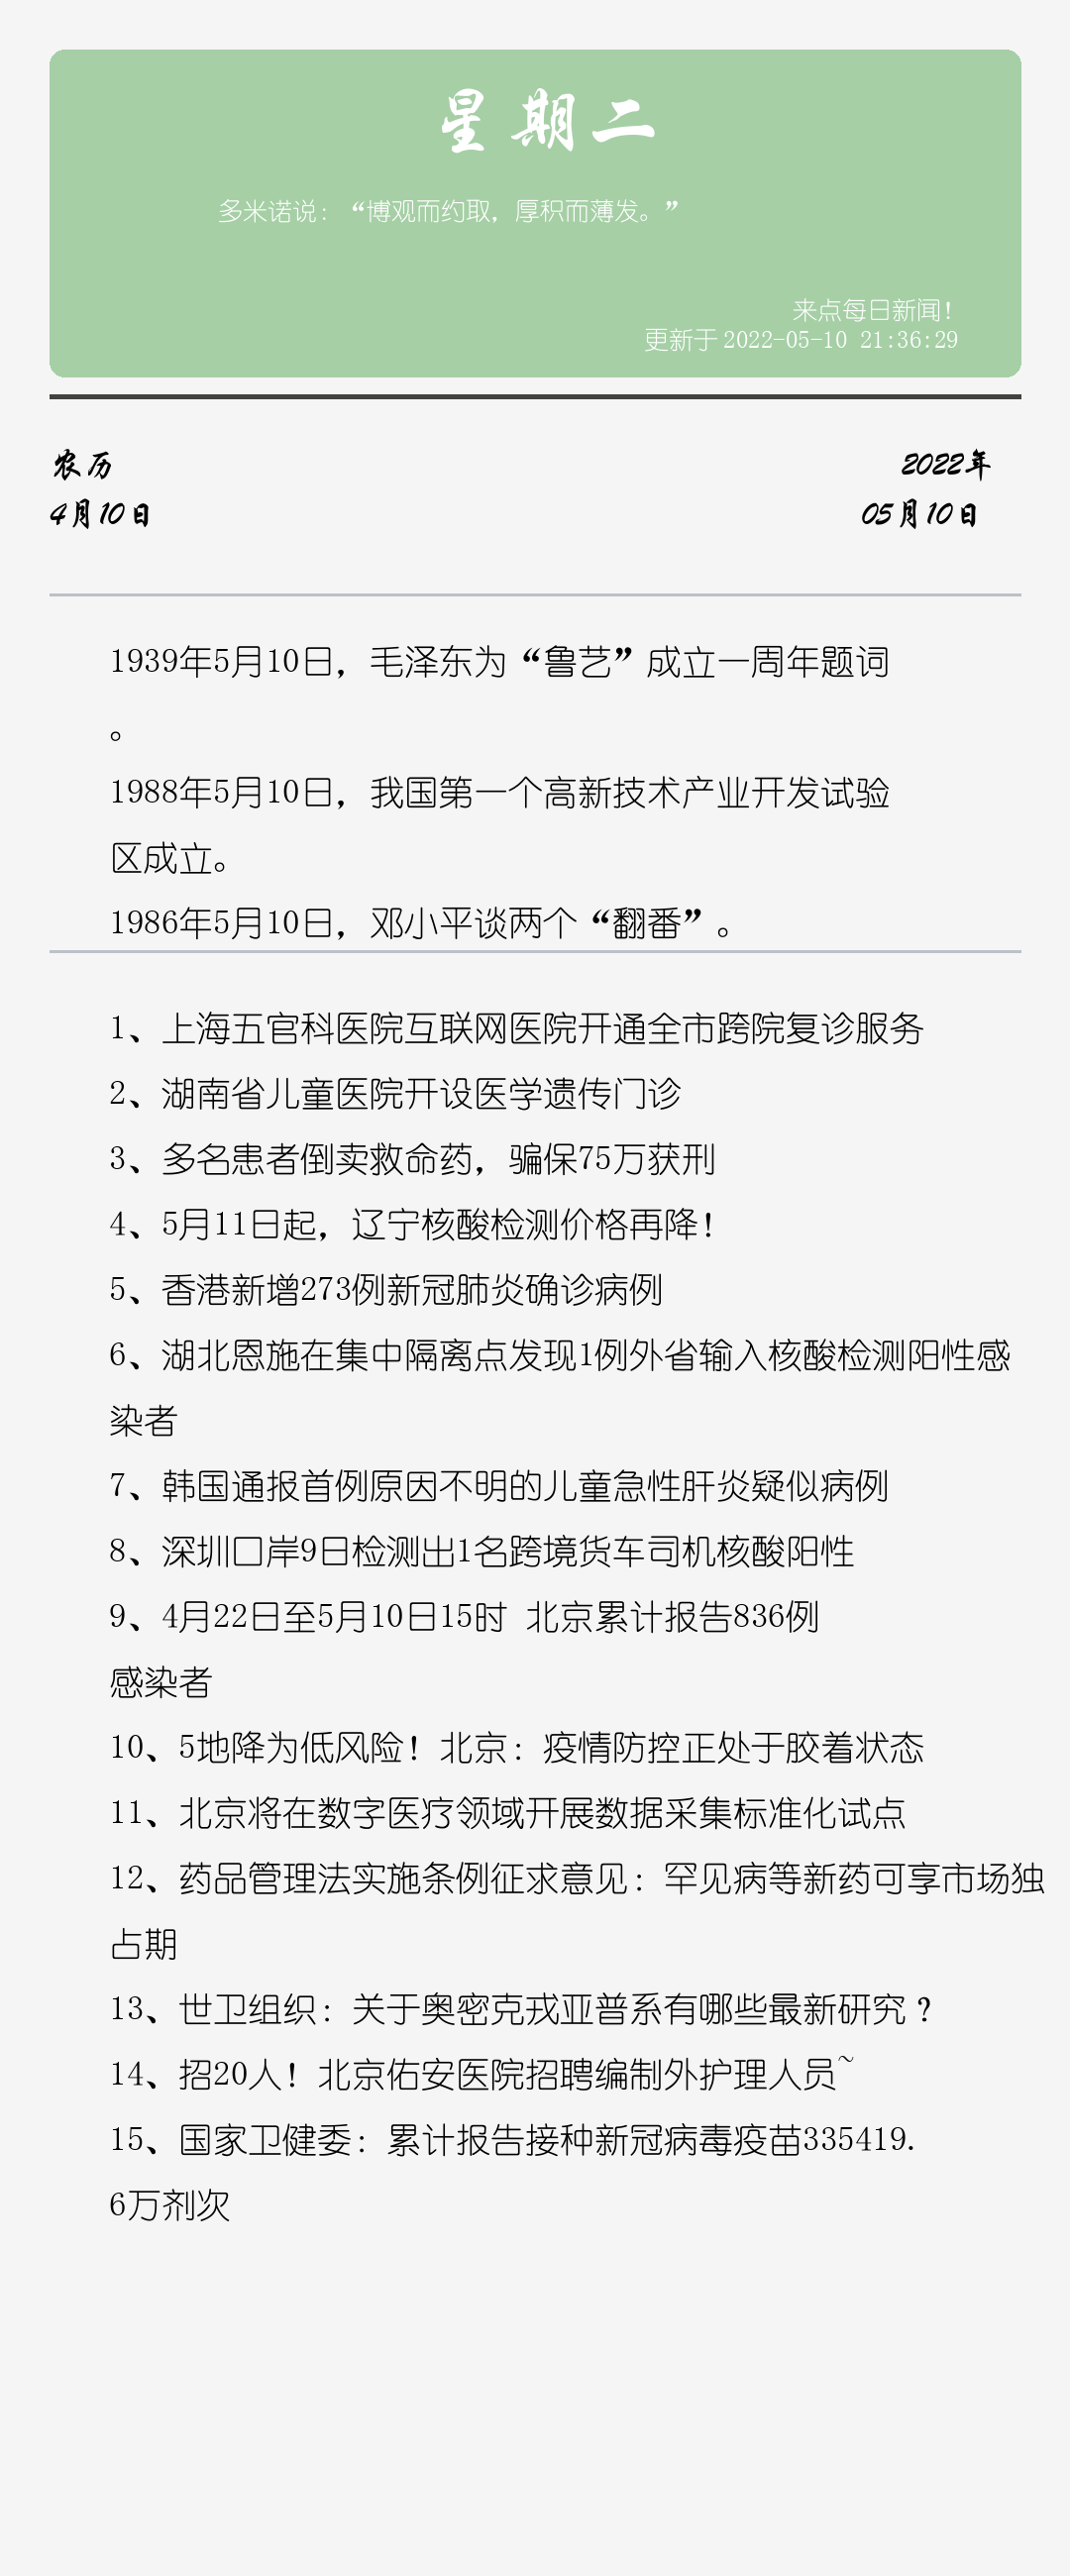 星期二
多米诺说：“博观而约取，厚积而薄发。”
来点每日新闻！
更新于 2022-05-10 21:36:29
农历
2022年
4月10日
05月10日
1939年5月10日，毛泽东为“鲁艺”成立一周年题词
。
1988年5月10日，我国第一个高新技术产业开发试验
区成立。
1986年5月10日，邓小平谈两个“翻番”。
1、上海五官科医院互联网医院开通全市跨院复诊服务
2、湖南省儿童医院开设医学遗传门诊
3、多名患者倒卖救命药，骗保75万获刑
4、5月11日起，辽宁核酸检测价格再降！
5、香港新增273例新冠肺炎确诊病例
6、湖北恩施在集中隔离点发现1例外省输入核酸检测阳性感
染者
7、韩国通报首例原因不明的儿童急性肝炎疑似病例
8、深圳口岸9日检测出1名跨境货车司机核酸阳性
9、4月22日至5月10日15时 北京累计报告836例
感染者
10、5地降为低风险！北京：疫情防控正处于胶着状态
11、北京将在数字医疗领域开展数据采集标准化试点
12、药品管理法实施条例征求意见：罕见病等新药可享市场独
占期
13、世卫组织：关于奥密克戎亚普系有哪些最新研究？
14、招20人！北京佑安医院招聘编制外护理人员~
15、国家卫健委：累计报告接种新冠病毒疫苗335419.
6万剂次